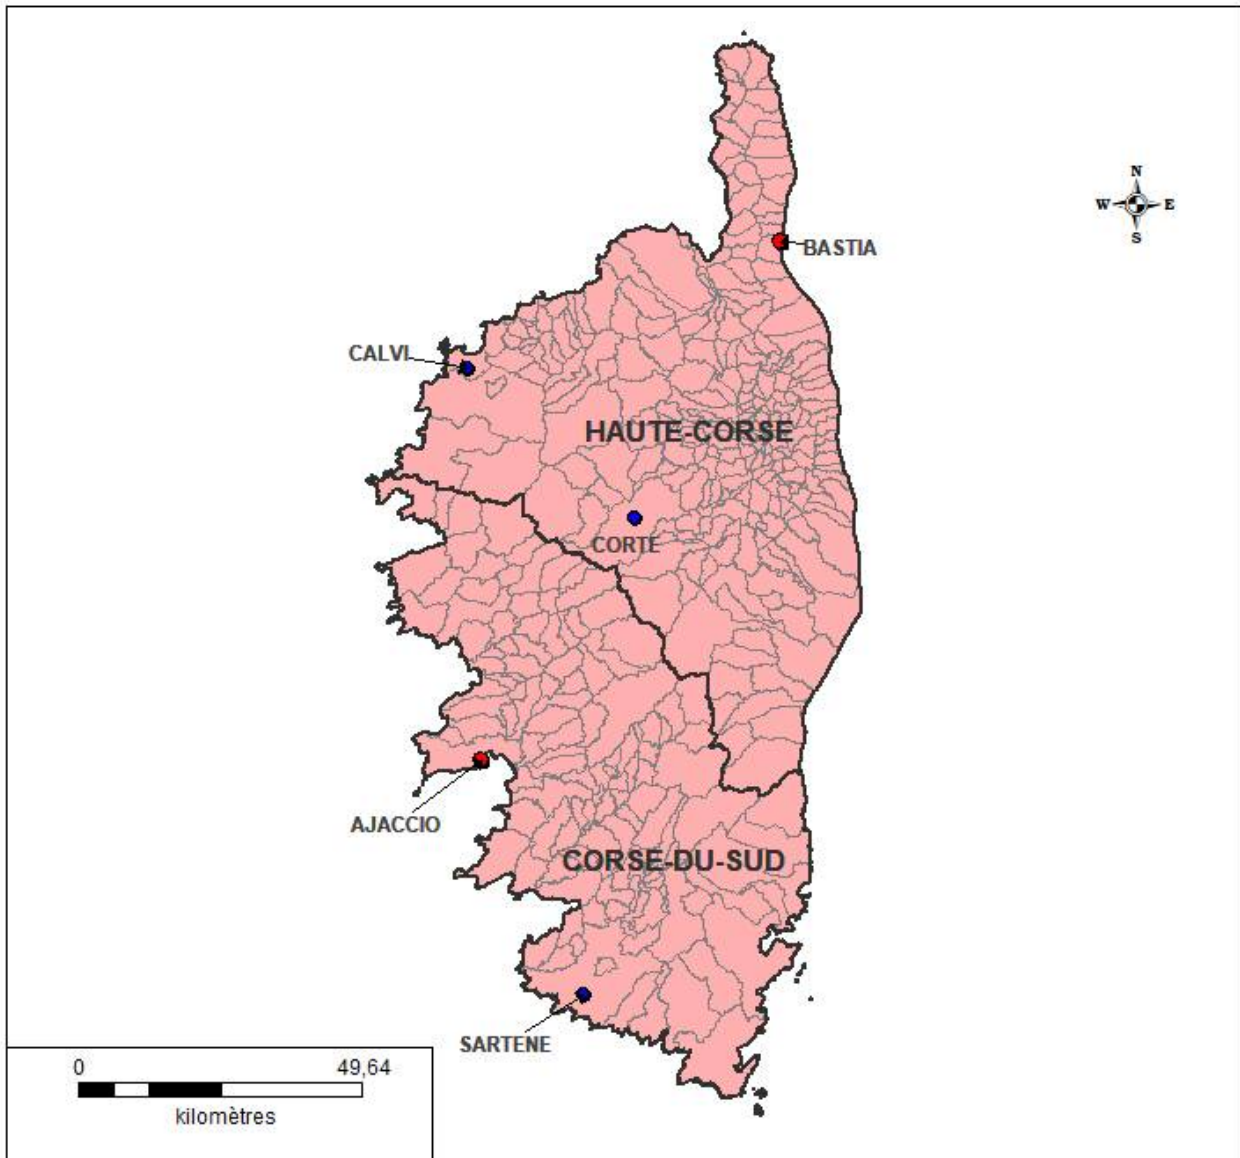 N
W E
S
BASTIA
CALVI
HAUTE-CORSE
CORTE
AJACCIO
CORSE-DU-SUD
SARTENE
0 49,64
kilomètres